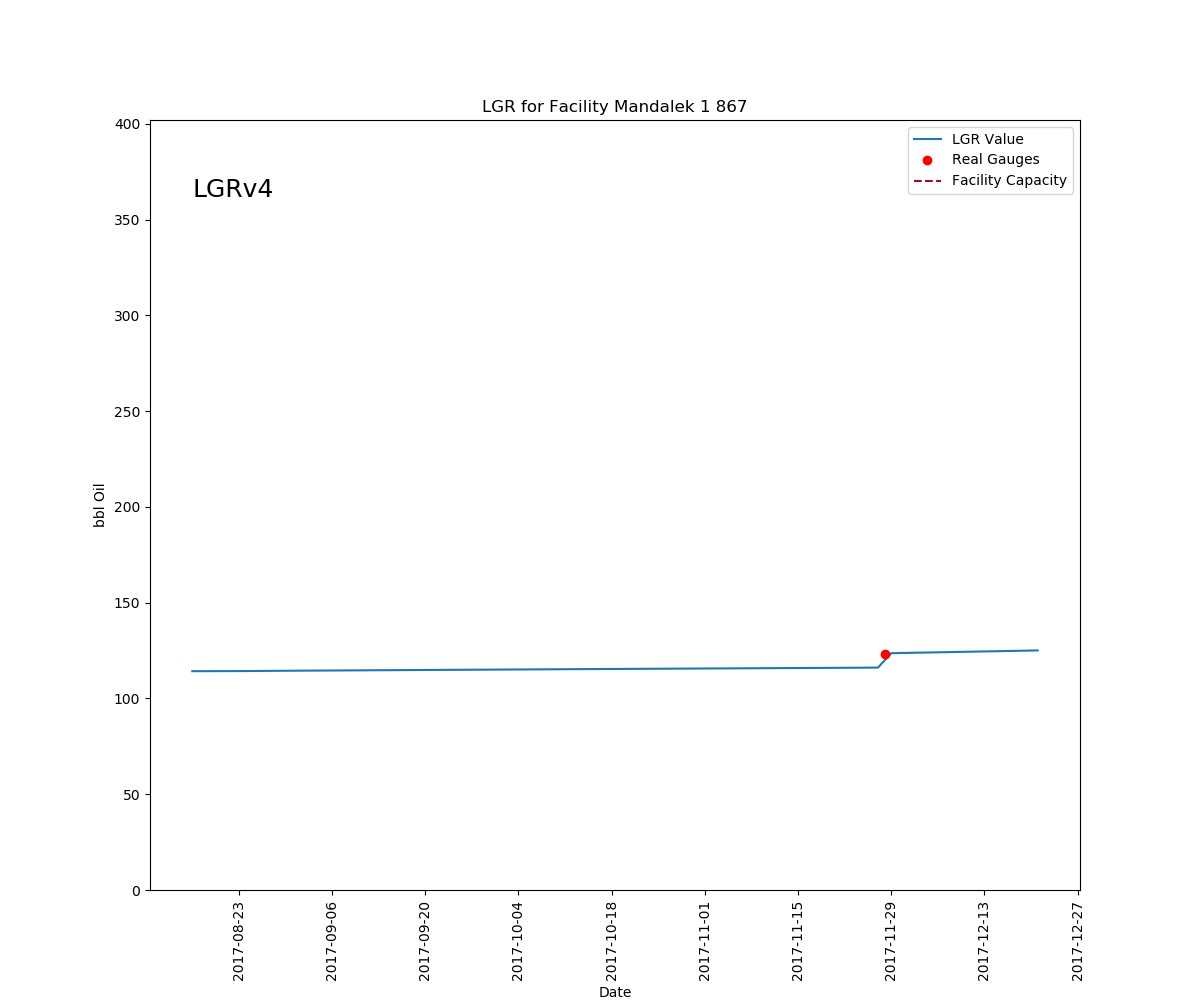 LGR for Facility Mandalek 1 867
LGRv4
LGR Value
Real Gauges
Facility Capacity
400
350
300
250
200
150
100
50
0
bbl Oil
2017-08-23
2017-09-06
2017-09-20
2017-10-04
2017-10-18
2017-11-01
2017-11-15
2017-11-29
2017-12-13
2017-12-27
Date